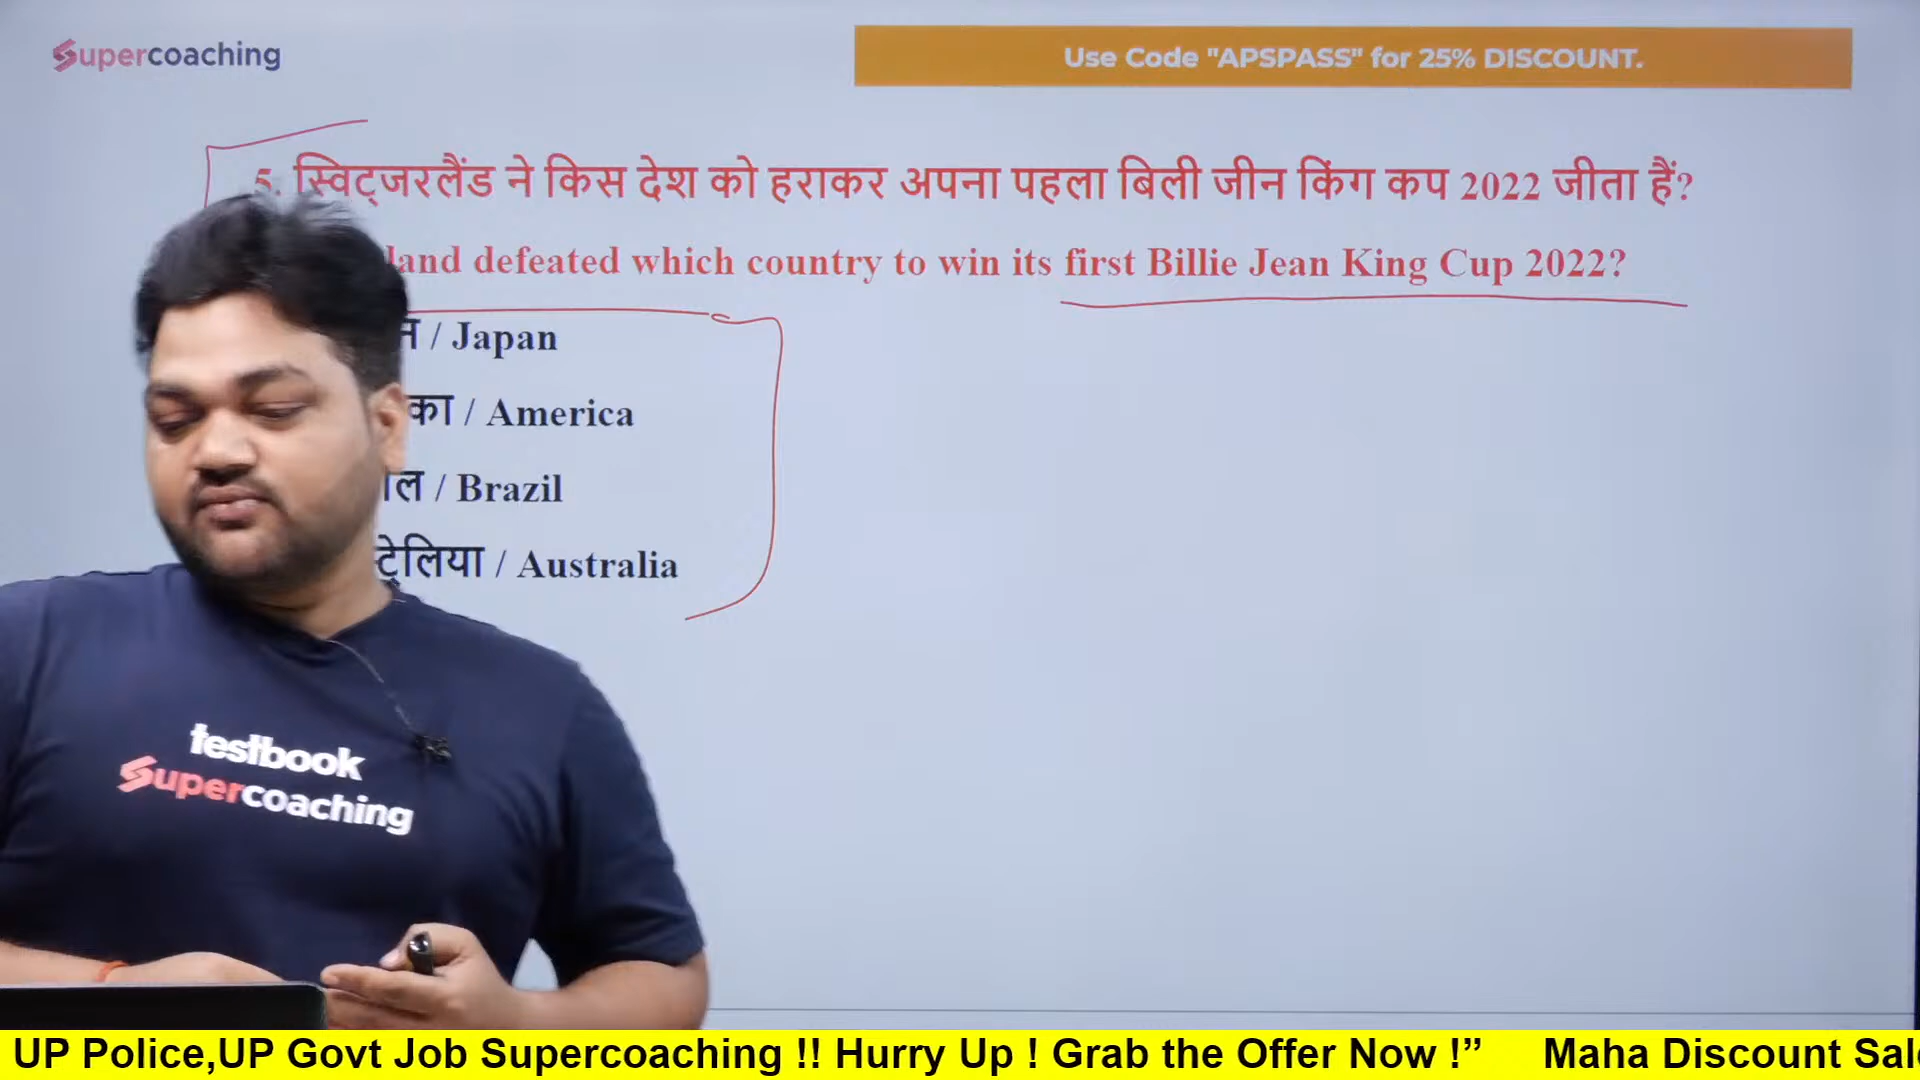 Supercoaching
Use Code "APSPASS" for 25% DISCOUNT.
5. स्विट्जरलैंड ने किस देश को हराकर अपना पहला बिली जीन किंग कप 2022 जीता हैं?
defeated which country to win its first Billie Jean King Cup 2022?
/ Japan
/ America
/ Brazil
/ Australia
testbook
Supercoaching
UP Police,UP Govt Job Supercoaching !! Hurry Up ! Grab the Offer Now !” Maha Discount